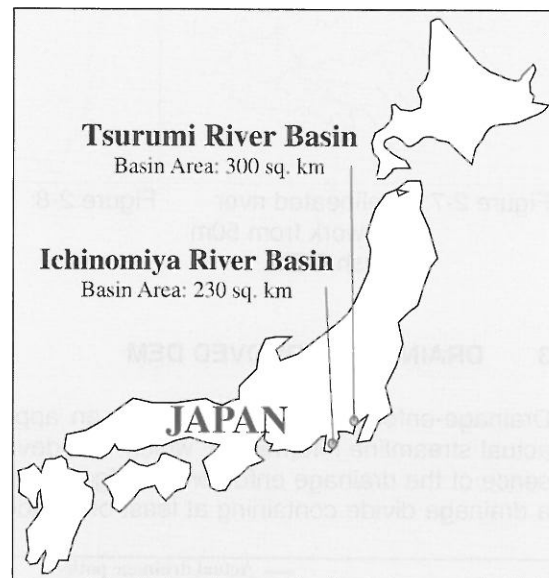 Tsurumi River Basin
Basin Area: 300 sq. km
Ichinomiya River Basin
Basin Area: 230 sq. km
JAPAN